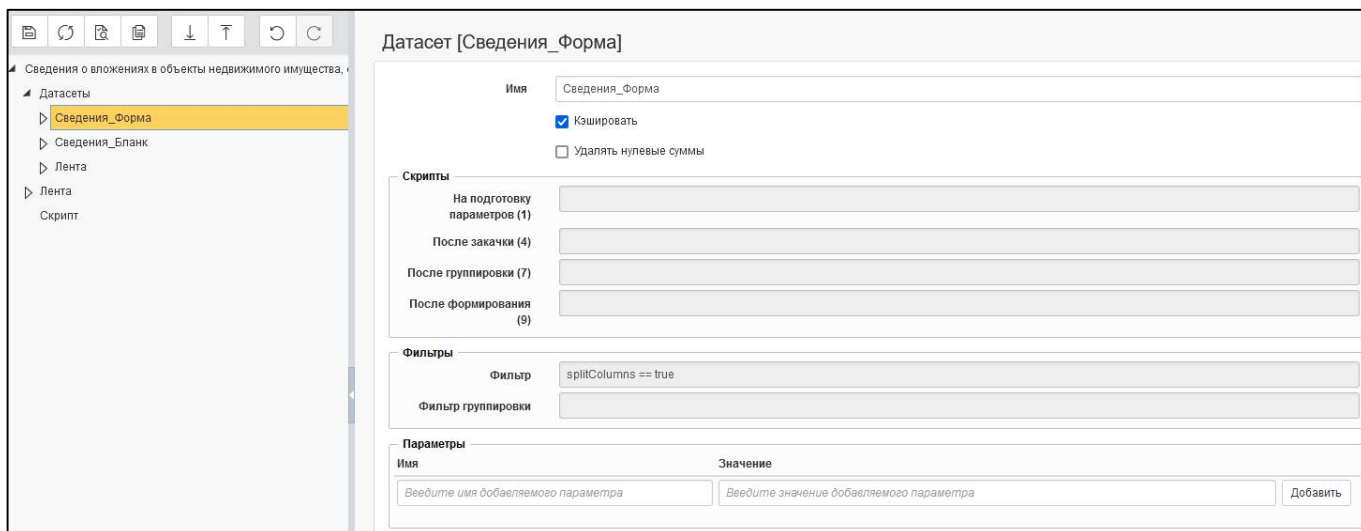 Сведения о вложениях в объекты недвижимого имущества,
Датасеты
Сведения_Форма
Сведения_Бланк
Лента
Лента
Скрипт
Датасет [Сведения_Форма]
Имя
Сведения_Форма
Кэшировать
Удалять нулевые суммы
Скрипты
На подготовку
параметров (1)
После закачки (4)
После группировки (7)
После формирования
(9)
Фильтры
Фильтр
splitColumns == true
Фильтр группировки
Параметры
Имя Значение
Введите имя добавляемого параметра Введите значение добавляемого параметра Добавить